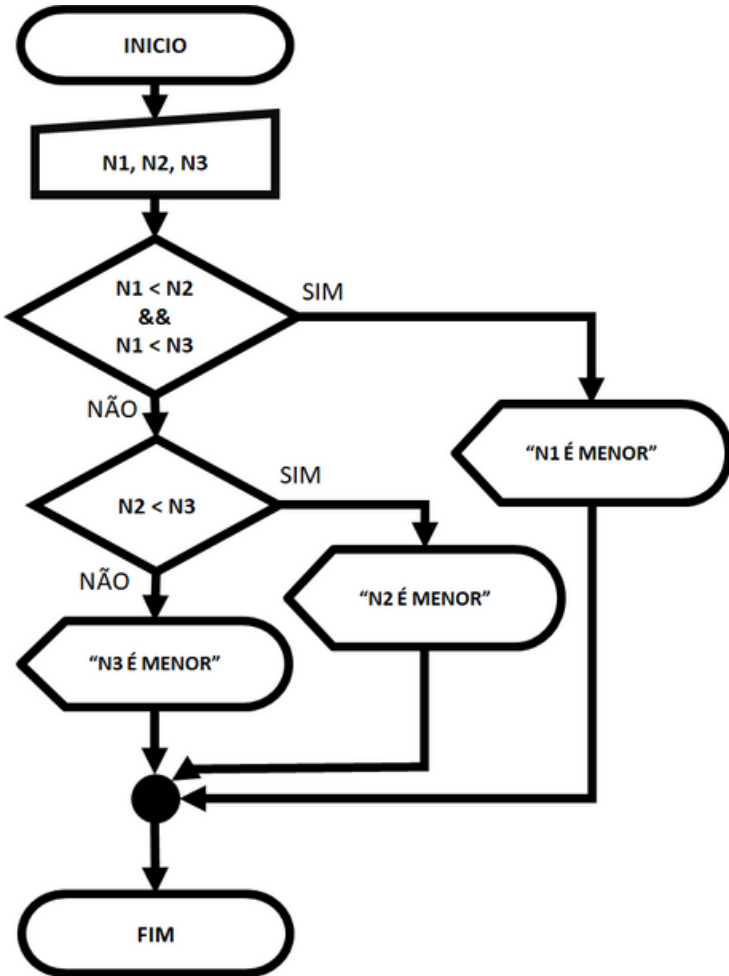 INICIO
N1, N2, N3
N1 < N2
&&
N1 < N3
SIM
NÃO
“N1 É MENOR”
N2 < N3
SIM
NÃO
“N2 É MENOR”
“N3 É MENOR”
FIM